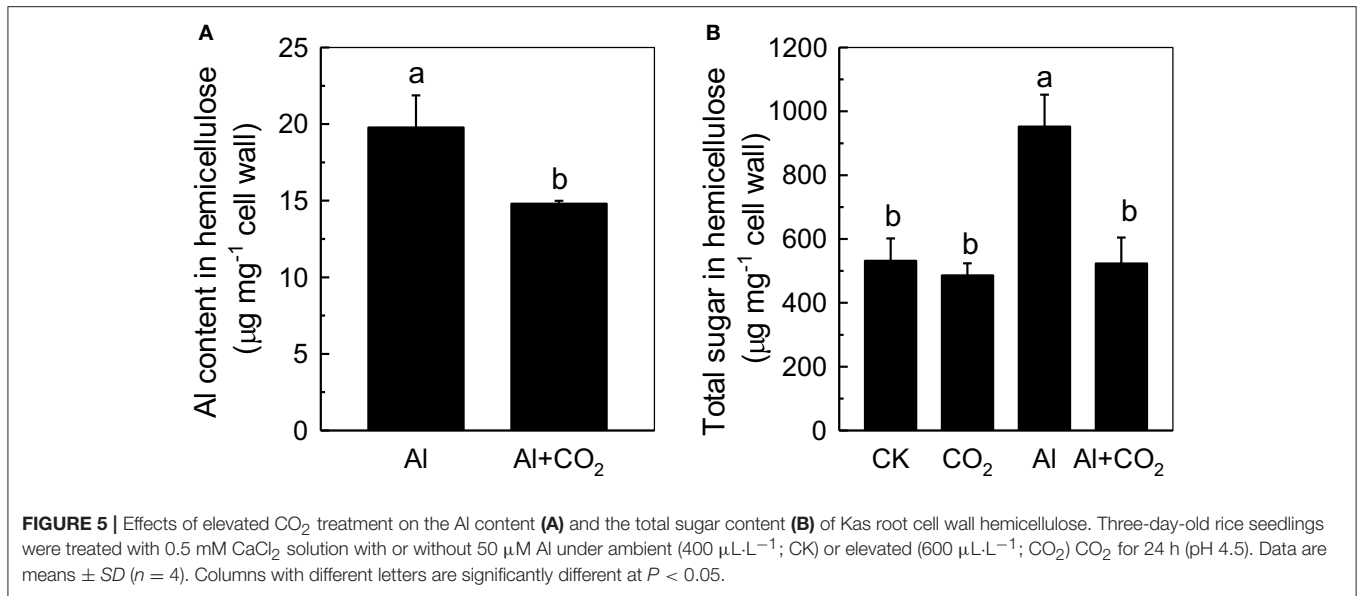 A
Al content in hemicellulose
(μg mg⁻¹ cell wall)
25
20
15
10
5
0
a
b
Al
Al+CO₂
B
Total sugar in hemicellulose
(μg mg⁻¹ cell wall)
1200
1000
800
600
400
200
0
b
b
a
b
CK
CO₂
Al
Al+CO₂
FIGURE 5 | Effects of elevated CO₂ treatment on the Al content (A) and the total sugar content (B) of Kas root cell wall hemicellulose. Three-day-old rice seedlings
were treated with 0.5 mM CaCl₂ solution with or without 50 μM Al under ambient (400 μL·L⁻¹; CK) or elevated (600 μL·L⁻¹; CO₂) CO₂ for 24 h (pH 4.5). Data are
means ± SD (n = 4). Columns with different letters are significantly different at P < 0.05.